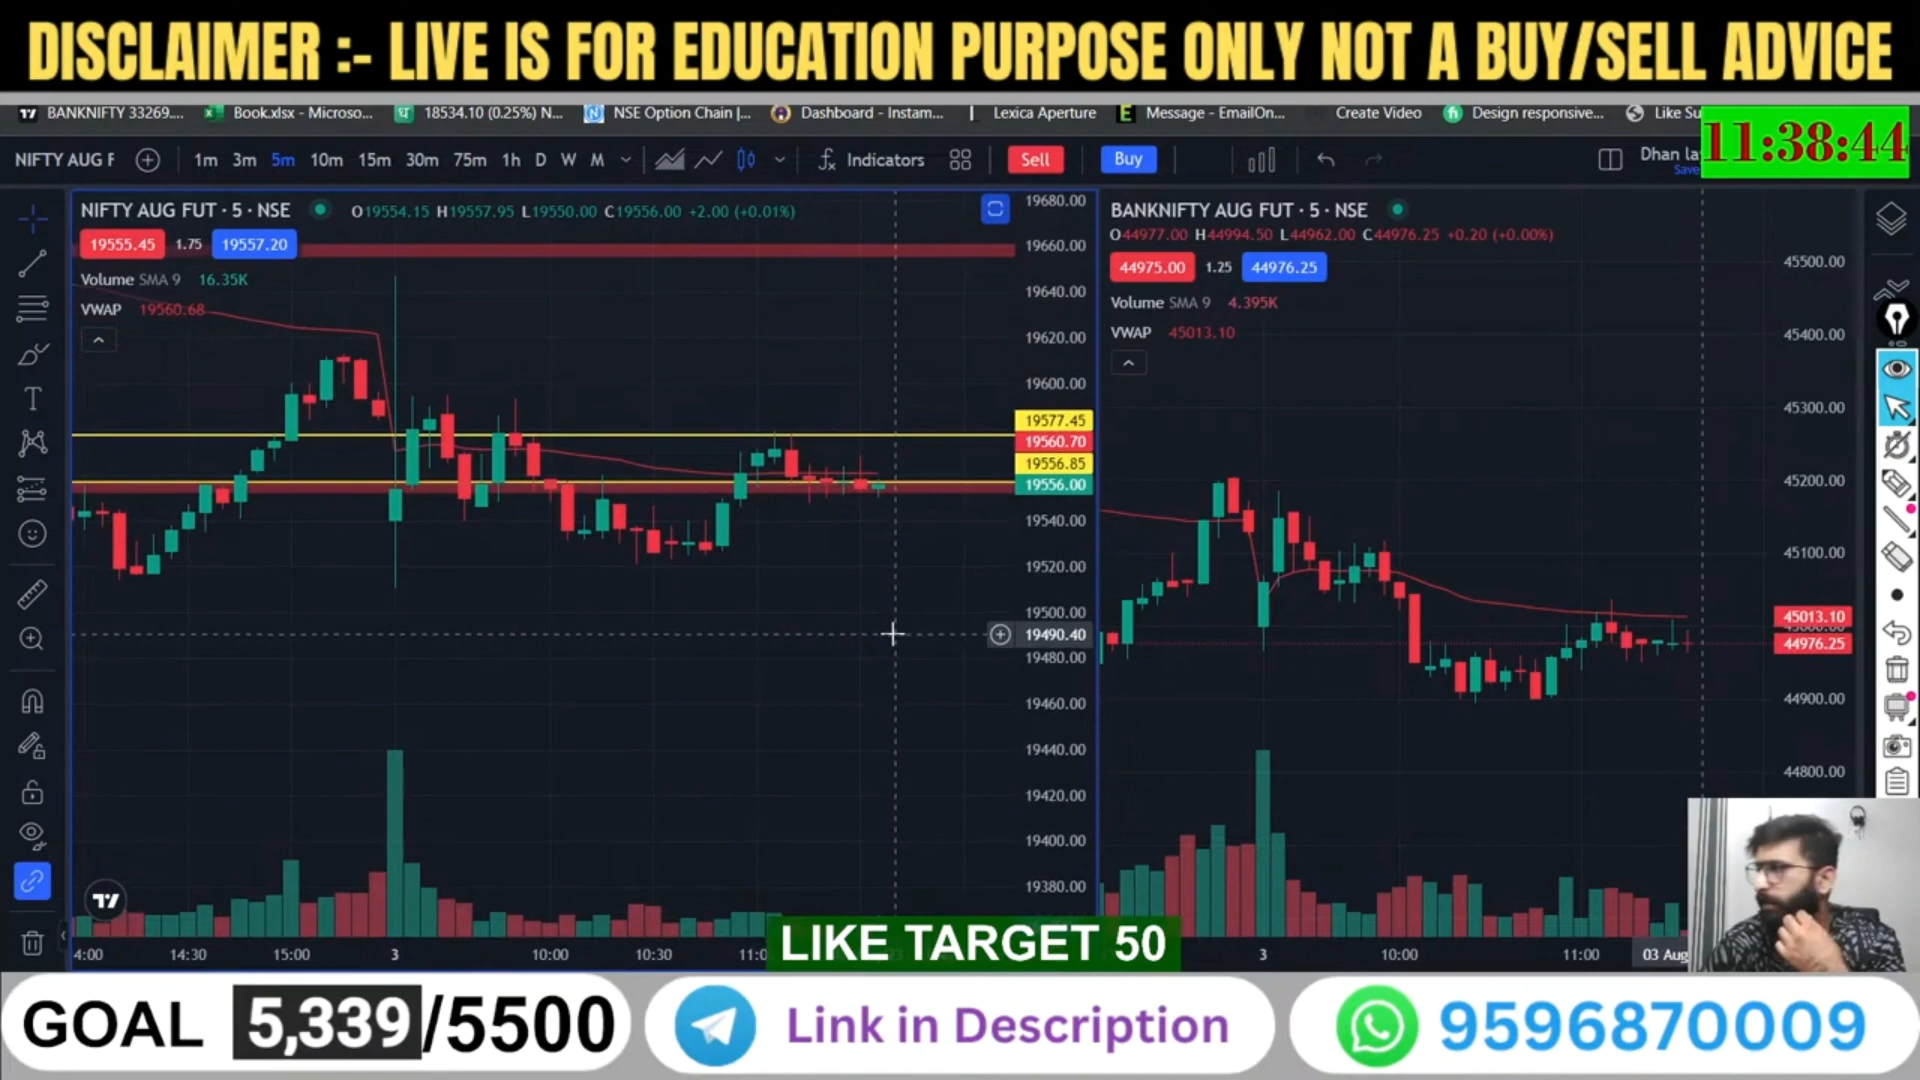 DISCLAIMER :- LIVE IS FOR EDUCATION PURPOSE ONLY NOT A BUY/SELL ADVICE
BANKNIFTY 33269.... Book.xlsx - Microso... 18534.10 (0.25%) N... NSE Option Chain |... Dashboard - Instam... Lexica Aperture Message - EmailOn... Create Video Design responsive... Like Su
11:38:44
NIFTY AUG F 1m 3m 5m 10m 15m 30m 75m 1h D W M Indicators Sell Buy Dhan la
Save
NIFTY AUG FUT · 5 · NSE O19554.15 H19557.95 L19550.00 C19556.00 +2.00 (+0.01%)
19555.45 1.75 19557.20
Volume SMA 9 16.35K
VWAP 19560.68
19680.00
19660.00
19640.00
19620.00
19600.00
19577.45
19560.70
19556.85
19556.00
19540.00
19520.00
19500.00
19490.40
19480.00
19460.00
19440.00
19420.00
19400.00
19380.00
4:00 14:30 15:00 3 10:00 10:30 11:0
BANKNIFTY AUG FUT · 5 · NSE
O44977.00 H44994.50 L44962.00 C44976.25 +0.20 (+0.00%)
44975.00 1.25 44976.25
Volume SMA 9 4.395K
VWAP 45013.10
45500.00
45400.00
45300.00
45200.00
45100.00
45013.10
44976.25
44900.00
44800.00
3 10:00 11:00 03 Aug
LIKE TARGET 50
GOAL 5,339/5500
Link in Description
9596870009